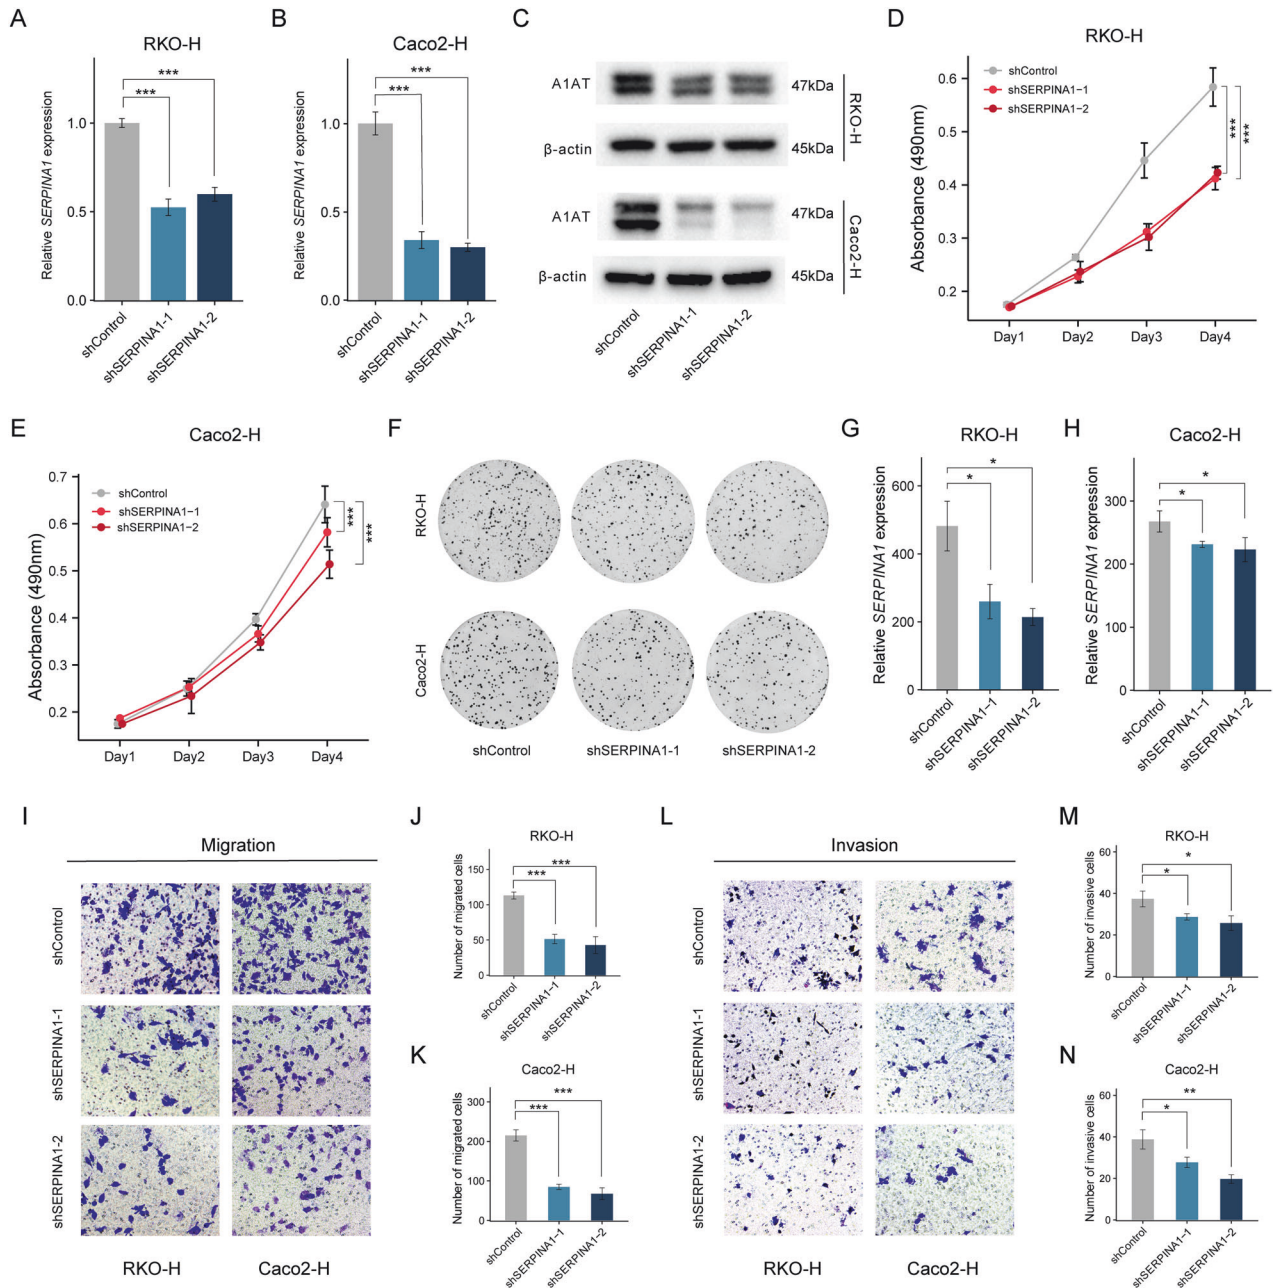 A
RKO-H
Relative SERPINA1 expression
1.0
0.5
0.0
***
***
shControl
shSERPINA1-1
shSERPINA1-2
B
Caco2-H
Relative SERPINA1 expression
1.0
0.5
0.0
***
***
shControl
shSERPINA1-1
shSERPINA1-2
C
A1AT
47kDa
β-actin
45kDa
RKO-H
A1AT
47kDa
β-actin
45kDa
Caco2-H
shControl
shSERPINA1-1
shSERPINA1-2
D
RKO-H
shControl
shSERPINA1-1
shSERPINA1-2
Absorbance (490nm)
0.6
0.5
0.4
0.3
0.2
***
***
Day1 Day2 Day3 Day4
E
Caco2-H
shControl
shSERPINA1-1
shSERPINA1-2
Absorbance (490nm)
0.7
0.6
0.5
0.4
0.3
0.2
***
***
Day1 Day2 Day3 Day4
F
RKO-H
Caco2-H
shControl shSERPINA1-1 shSERPINA1-2
G
RKO-H
Relative SERPINA1 expression
600
400
200
0
*
*
shControl
shSERPINA1-1
shSERPINA1-2
H
Caco2-H
Relative SERPINA1 expression
300
200
100
0
*
*
shControl
shSERPINA1-1
shSERPINA1-2
I
Migration
shControl
shSERPINA1-1
shSERPINA1-2
RKO-H Caco2-H
J
RKO-H
Number of migrated cells
150
100
50
0
***
***
shControl
shSERPINA1-1
shSERPINA1-2
K
Caco2-H
Number of migrated cells
300
200
100
0
***
***
shControl
shSERPINA1-1
shSERPINA1-2
L
Invasion
shControl
shSERPINA1-1
shSERPINA1-2
RKO-H Caco2-H
M
RKO-H
Number of invasive cells
60
40
20
0
*
*
shControl
shSERPINA1-1
shSERPINA1-2
N
Caco2-H
Number of invasive cells
60
40
20
0
**
*
shControl
shSERPINA1-1
shSERPINA1-2